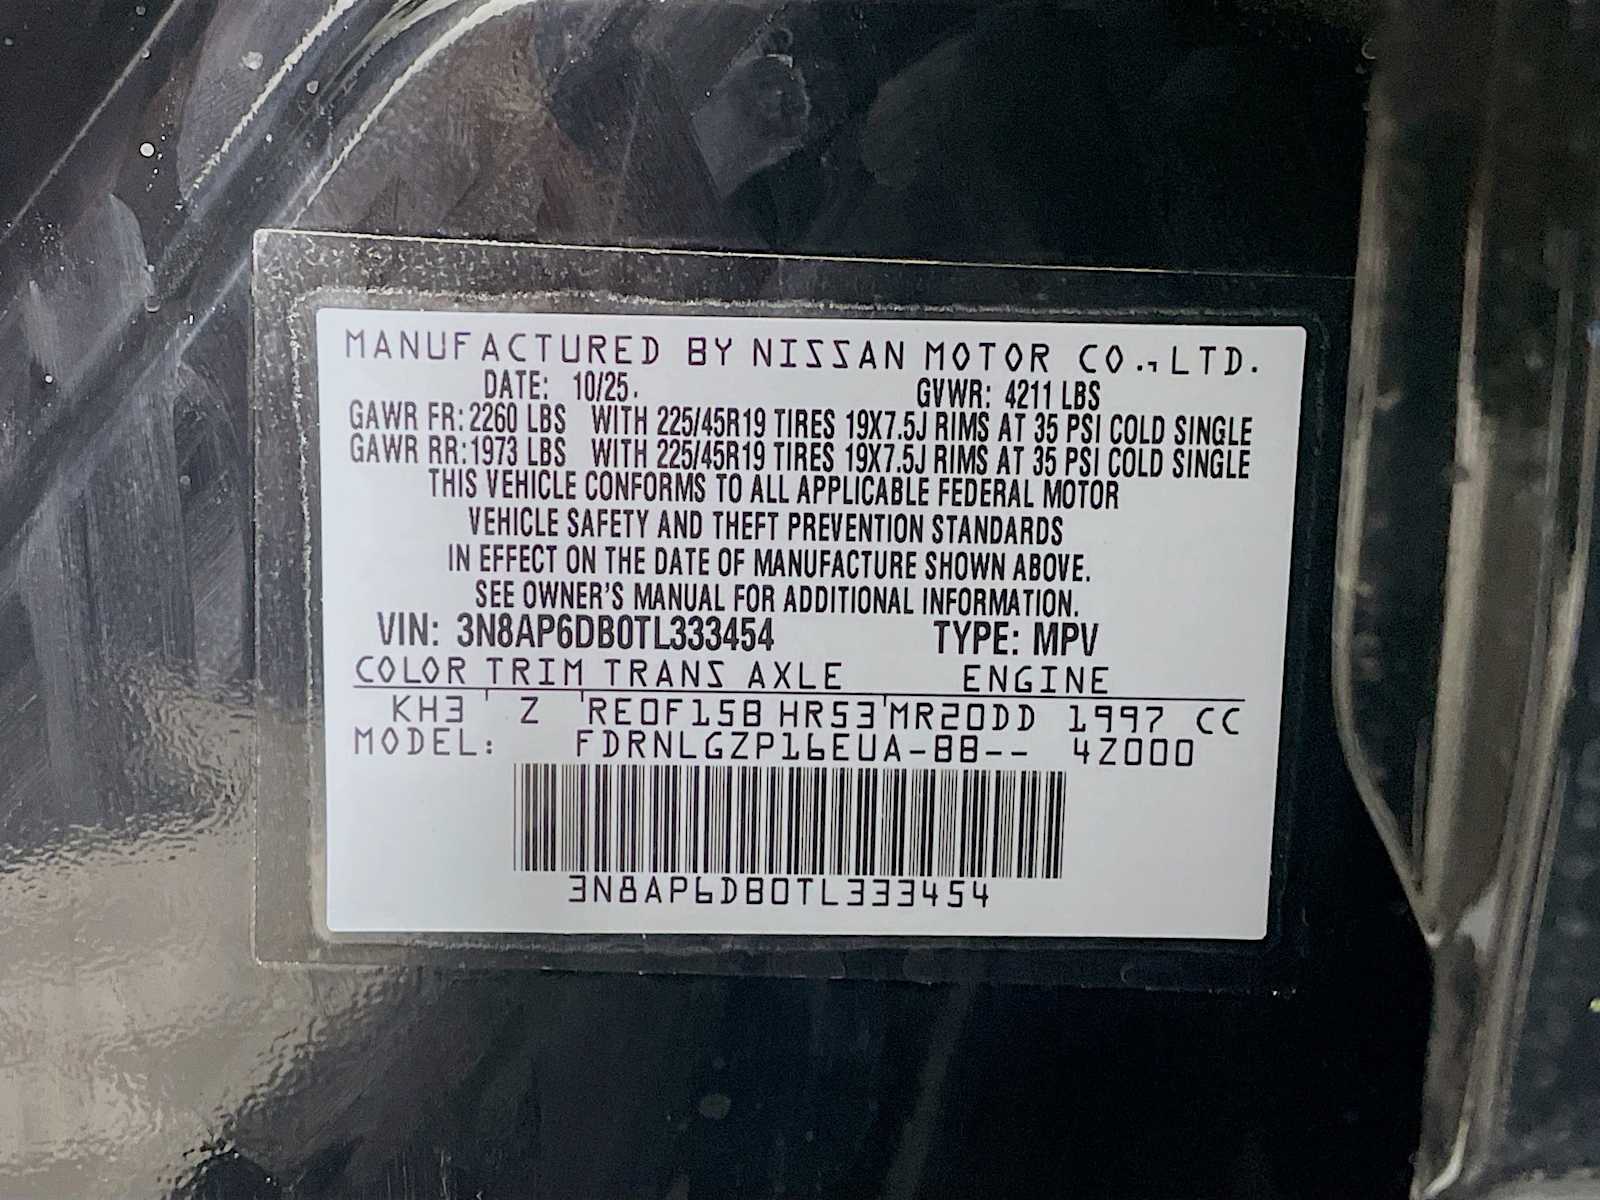 MANUFACTURED BY NISSAN MOTOR CO., LTD.
DATE: 10/25. GVWR: 4211 LBS
GAWR FR: 2260 LBS WITH 225/45R19 TIRES 19X7.5J RIMS AT 35 PSI COLD SINGLE
GAWR RR: 1973 LBS WITH 225/45R19 TIRES 19X7.5J RIMS AT 35 PSI COLD SINGLE
THIS VEHICLE CONFORMS TO ALL APPLICABLE FEDERAL MOTOR
VEHICLE SAFETY AND THEFT PREVENTION STANDARDS
IN EFFECT ON THE DATE OF MANUFACTURE SHOWN ABOVE.
SEE OWNER'S MANUAL FOR ADDITIONAL INFORMATION.
VIN: 3N8AP6DB0TL333454 TYPE: MPV
COLOR TRIM TRANS AXLE ENGINE
KH3 Z RE0F15B HR53 MR20DD 1997 CC
MODEL: FDRNLGZP16EUA-BB-- 4Z000
3N8AP6DB0TL333454